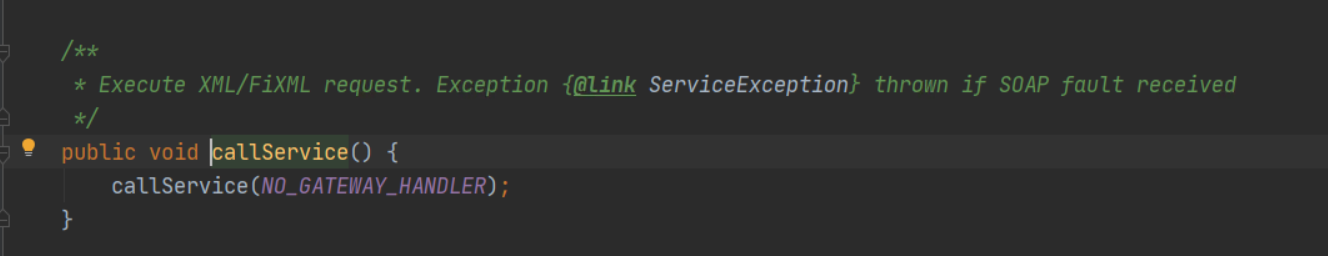 /**
* Execute XML/FiXML request. Exception {@link ServiceException} thrown if SOAP fault received
*/
public void callService() {
callService(NO_GATEWAY_HANDLER);
}